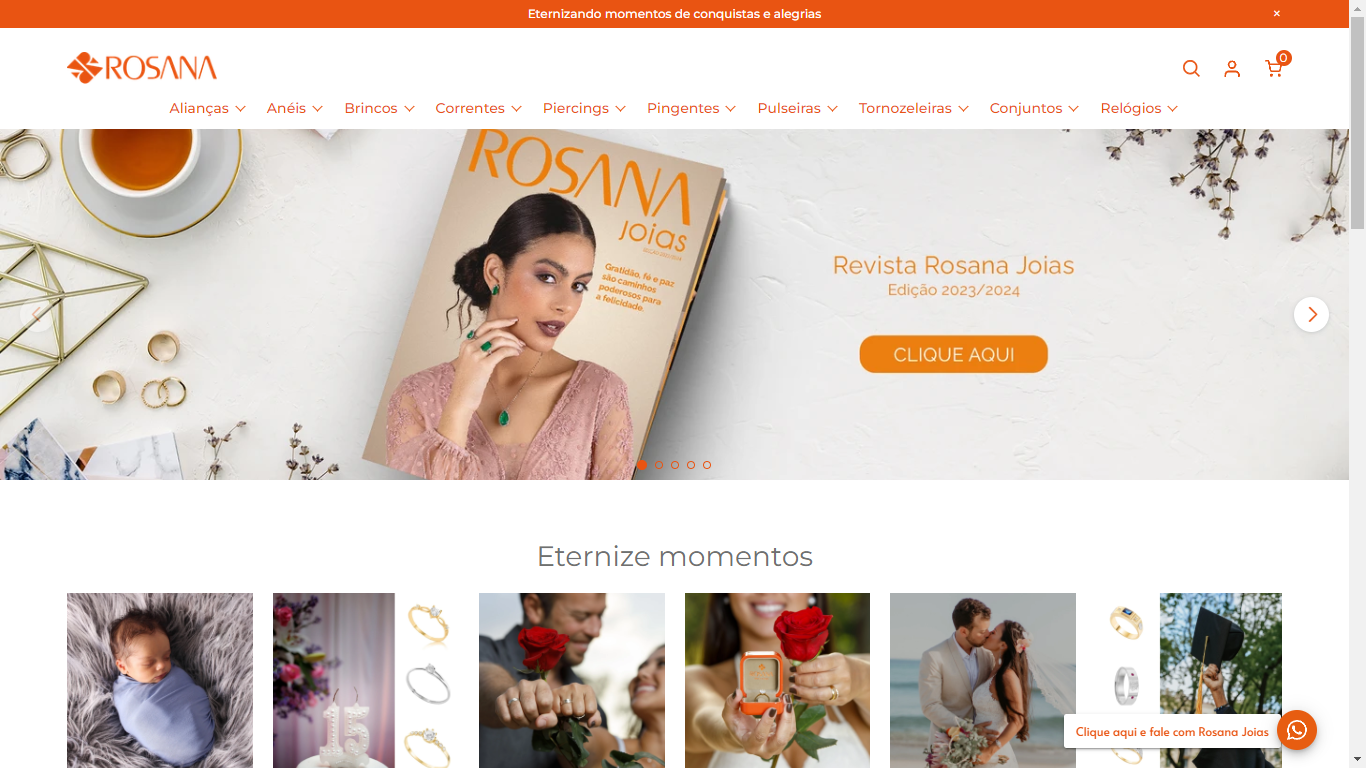 Eternizando momentos de conquistas e alegrias
×
ROSANA
0
Alianças Anéis Brincos Correntes Piercings Pingentes Pulseiras Tornozeleiras Conjuntos Relógios
ROSANA
Joias
Gratidão, fé e paz
são caminhos
poderosos para
a felicidade.
Revista Rosana Joias
Edição 2023/2024
CLIQUE AQUI
Eternize momentos
15
Clique aqui e fale com Rosana Joias